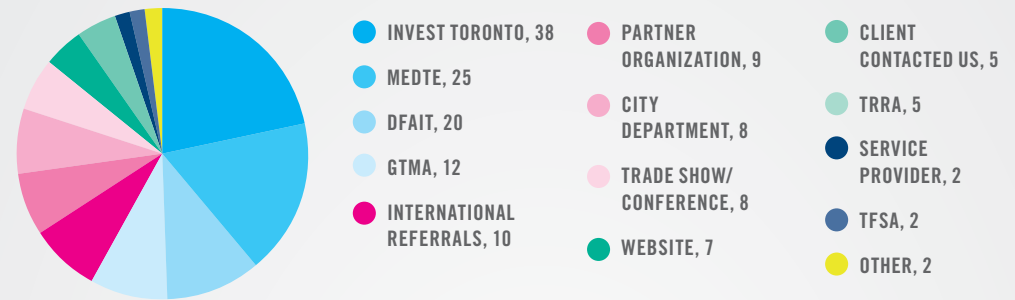 INVEST TORONTO, 38
MEDTE, 25
DFAIT, 20
GTMA, 12
INTERNATIONAL
REFERRALS, 10
PARTNER
ORGANIZATION, 9
CITY
DEPARTMENT, 8
TRADE SHOW/
CONFERENCE, 8
WEBSITE, 7
CLIENT
CONTACTED US, 5
TRRA, 5
SERVICE
PROVIDER, 2
TFSA, 2
OTHER, 2